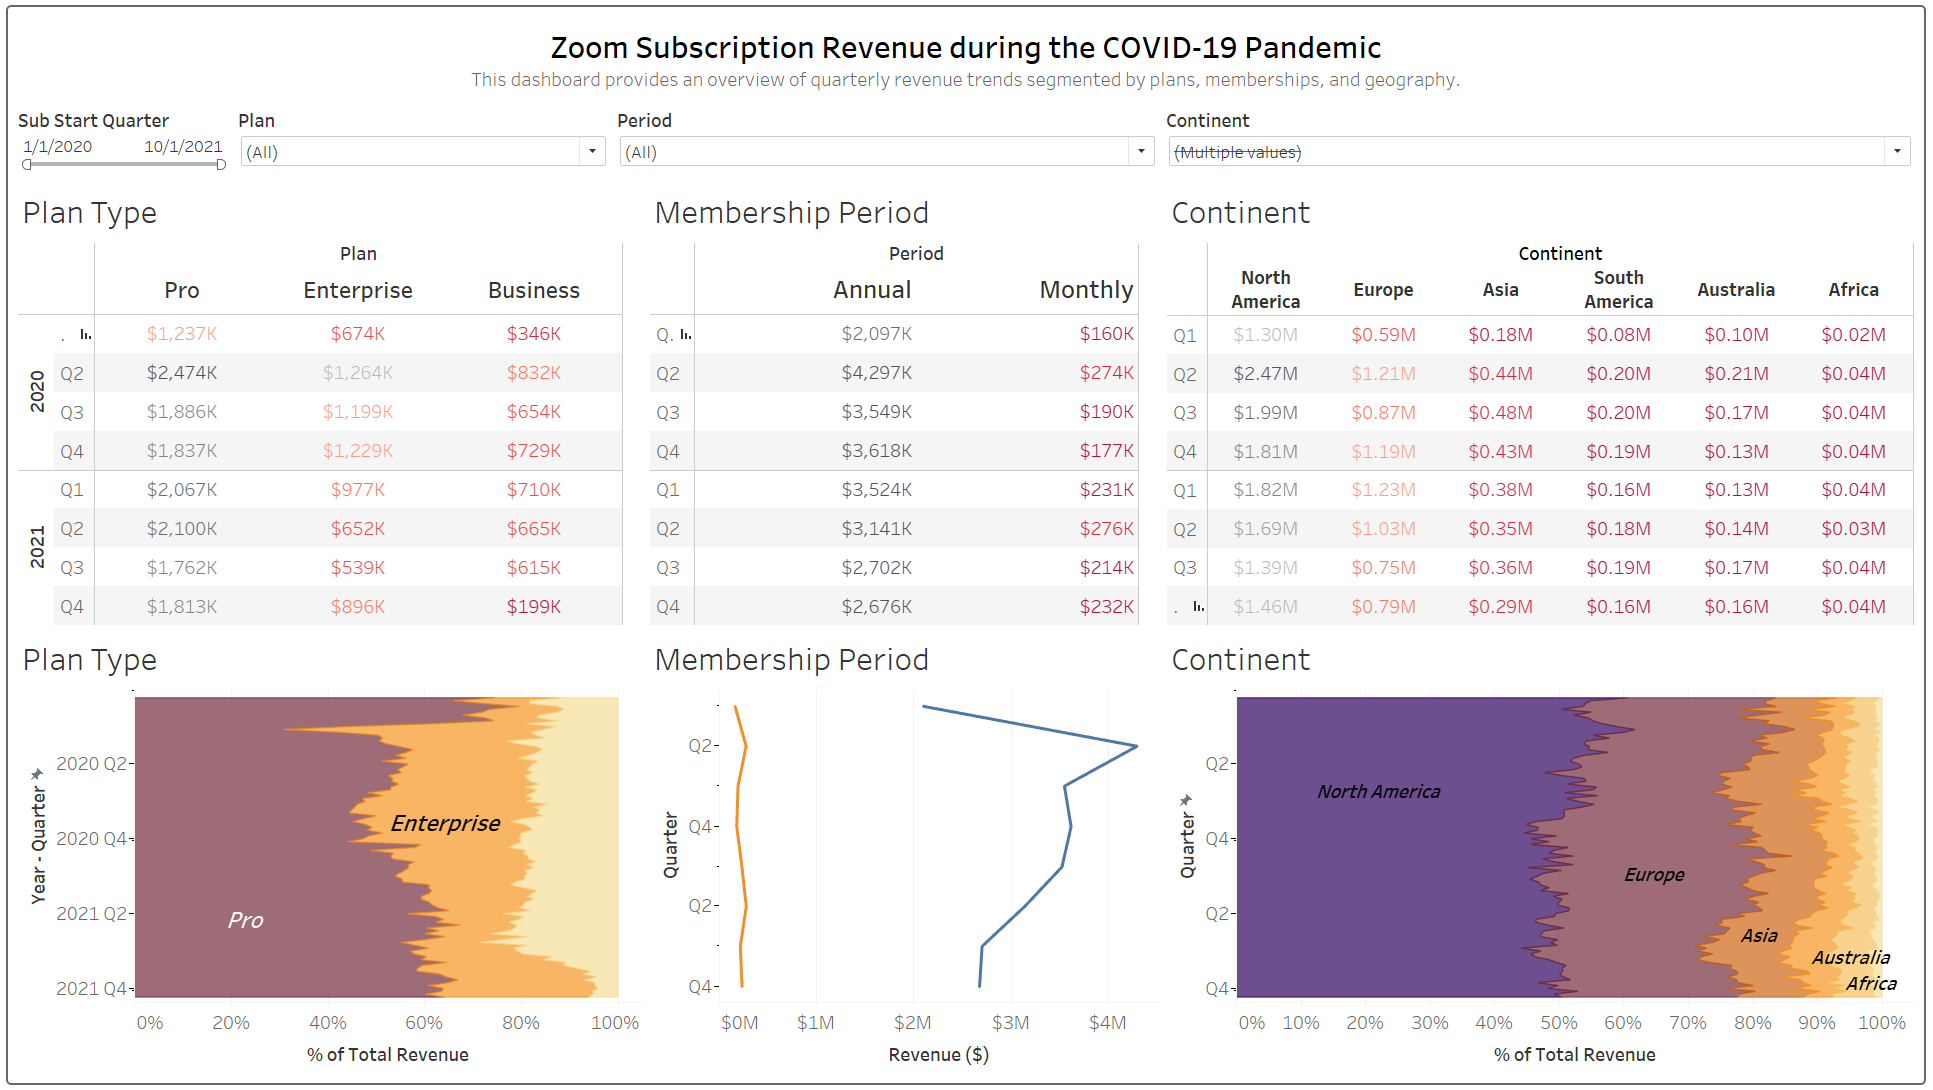 Zoom Subscription Revenue during the COVID-19 Pandemic
This dashboard provides an overview of quarterly revenue trends segmented by plans, memberships, and geography.
Sub Start Quarter
1/1/2020 10/1/2021
Plan
(All)
Period
(All)
Continent
(Multiple values)
Plan Type
Plan
Pro Enterprise Business
2020
. $1,237K $674K $346K
Q2 $2,474K $1,264K $832K
Q3 $1,886K $1,199K $654K
Q4 $1,837K $1,229K $729K
2021
Q1 $2,067K $977K $710K
Q2 $2,100K $652K $665K
Q3 $1,762K $539K $615K
Q4 $1,813K $896K $199K
Membership Period
Period
Annual Monthly
Q. $2,097K $160K
Q2 $4,297K $274K
Q3 $3,549K $190K
Q4 $3,618K $177K
Q1 $3,524K $231K
Q2 $3,141K $276K
Q3 $2,702K $214K
Q4 $2,676K $232K
Continent
Continent
North America Europe Asia South America Australia Africa
Q1 $1.30M $0.59M $0.18M $0.08M $0.10M $0.02M
Q2 $2.47M $1.21M $0.44M $0.20M $0.21M $0.04M
Q3 $1.99M $0.87M $0.48M $0.20M $0.17M $0.04M
Q4 $1.81M $1.19M $0.43M $0.19M $0.13M $0.04M
Q1 $1.82M $1.23M $0.38M $0.16M $0.13M $0.04M
Q2 $1.69M $1.03M $0.35M $0.18M $0.14M $0.03M
Q3 $1.39M $0.75M $0.36M $0.19M $0.17M $0.04M
. $1.46M $0.79M $0.29M $0.16M $0.16M $0.04M
Plan Type
Year - Quarter
2020 Q2
2020 Q4
2021 Q2
2021 Q4
Enterprise
Pro
0% 20% 40% 60% 80% 100%
% of Total Revenue
Membership Period
Quarter
Q2
Q4
Q2
Q4
$0M $1M $2M $3M $4M
Revenue ($)
Continent
Quarter
Q2
Q4
Q2
Q4
North America
Europe
Asia
Australia
Africa
0% 10% 20% 30% 40% 50% 60% 70% 80% 90% 100%
% of Total Revenue